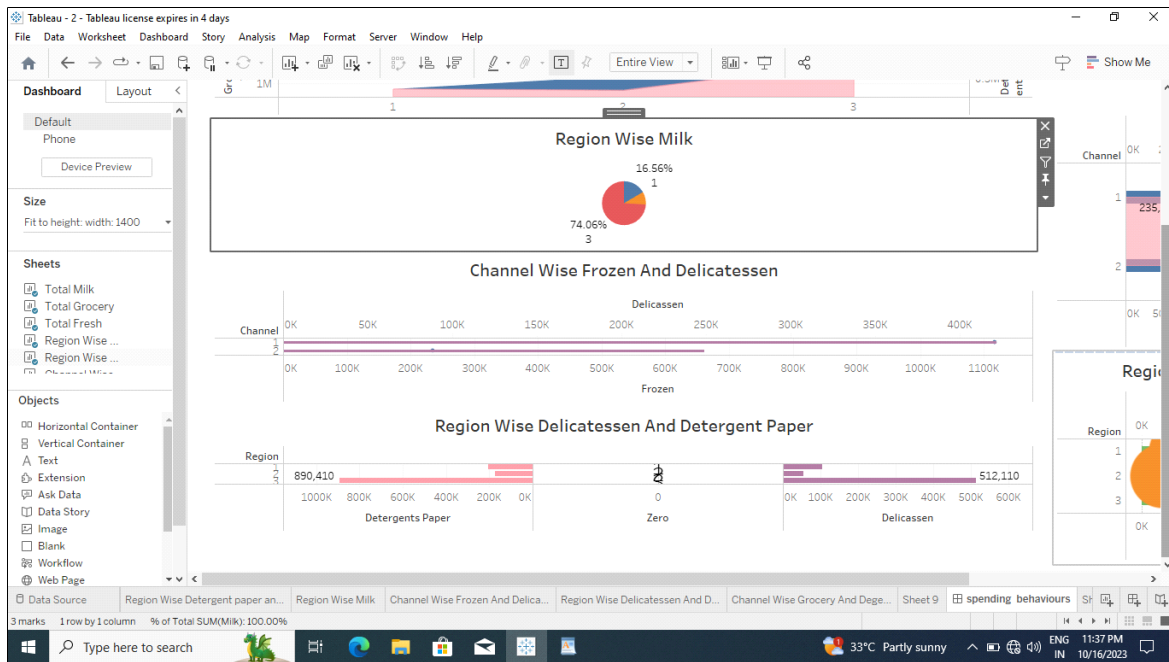 Tableau - 2 - Tableau license expires in 4 days
File Data Worksheet Dashboard Story Analysis Map Format Server Window Help
Entire View
Show Me
Dashboard Layout
Default
Phone
Device Preview
Size
Fit to height: width: 1400
Sheets
Total Milk
Total Grocery
Total Fresh
Region Wise ...
Region Wise ...
Objects
Horizontal Container
Vertical Container
Text
Extension
Ask Data
Data Story
Image
Blank
Workflow
Web Page
1M
1 2 3
Region Wise Milk
16.56%
1
74.06%
3
Channel Wise Frozen And Delicatessen
Delicassen
Channel
0K 50K 100K 150K 200K 250K 300K 350K 400K
1
2
0K 100K 200K 300K 400K 500K 600K 700K 800K 900K 1000K 1100K
Frozen
Region Wise Delicatessen And Detergent Paper
Region
1
2
3
890,410
512,110
1000K 800K 600K 400K 200K 0K
0
0K 100K 200K 300K 400K 500K 600K
Detergents Paper Zero Delicassen
Channel
0K
1
235,
2
0K
Region
0K
1
2
3
0K
Data Source Region Wise Detergent paper an... Region Wise Milk Channel Wise Frozen And Delica... Region Wise Delicatessen And D... Channel Wise Grocery And Dege... Sheet 9 spending behaviours
3 marks 1 row by 1 column % of Total SUM(Milk): 100.00%
Type here to search
33°C Partly sunny
ENG
IN
11:37 PM
10/16/2023